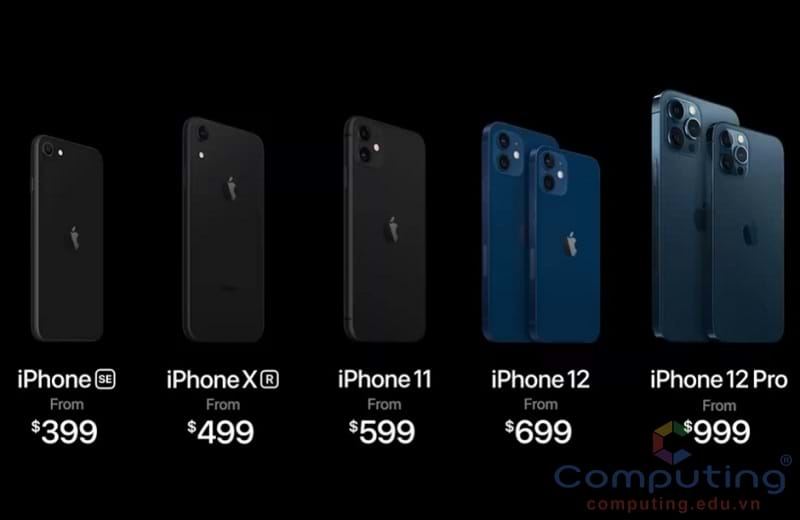 iPhone SE
From
$399
iPhone XR
From
$499
iPhone 11
From
$599
iPhone 12
From
$699
iPhone 12 Pro
From
$999
Computing®
computing.edu.vn